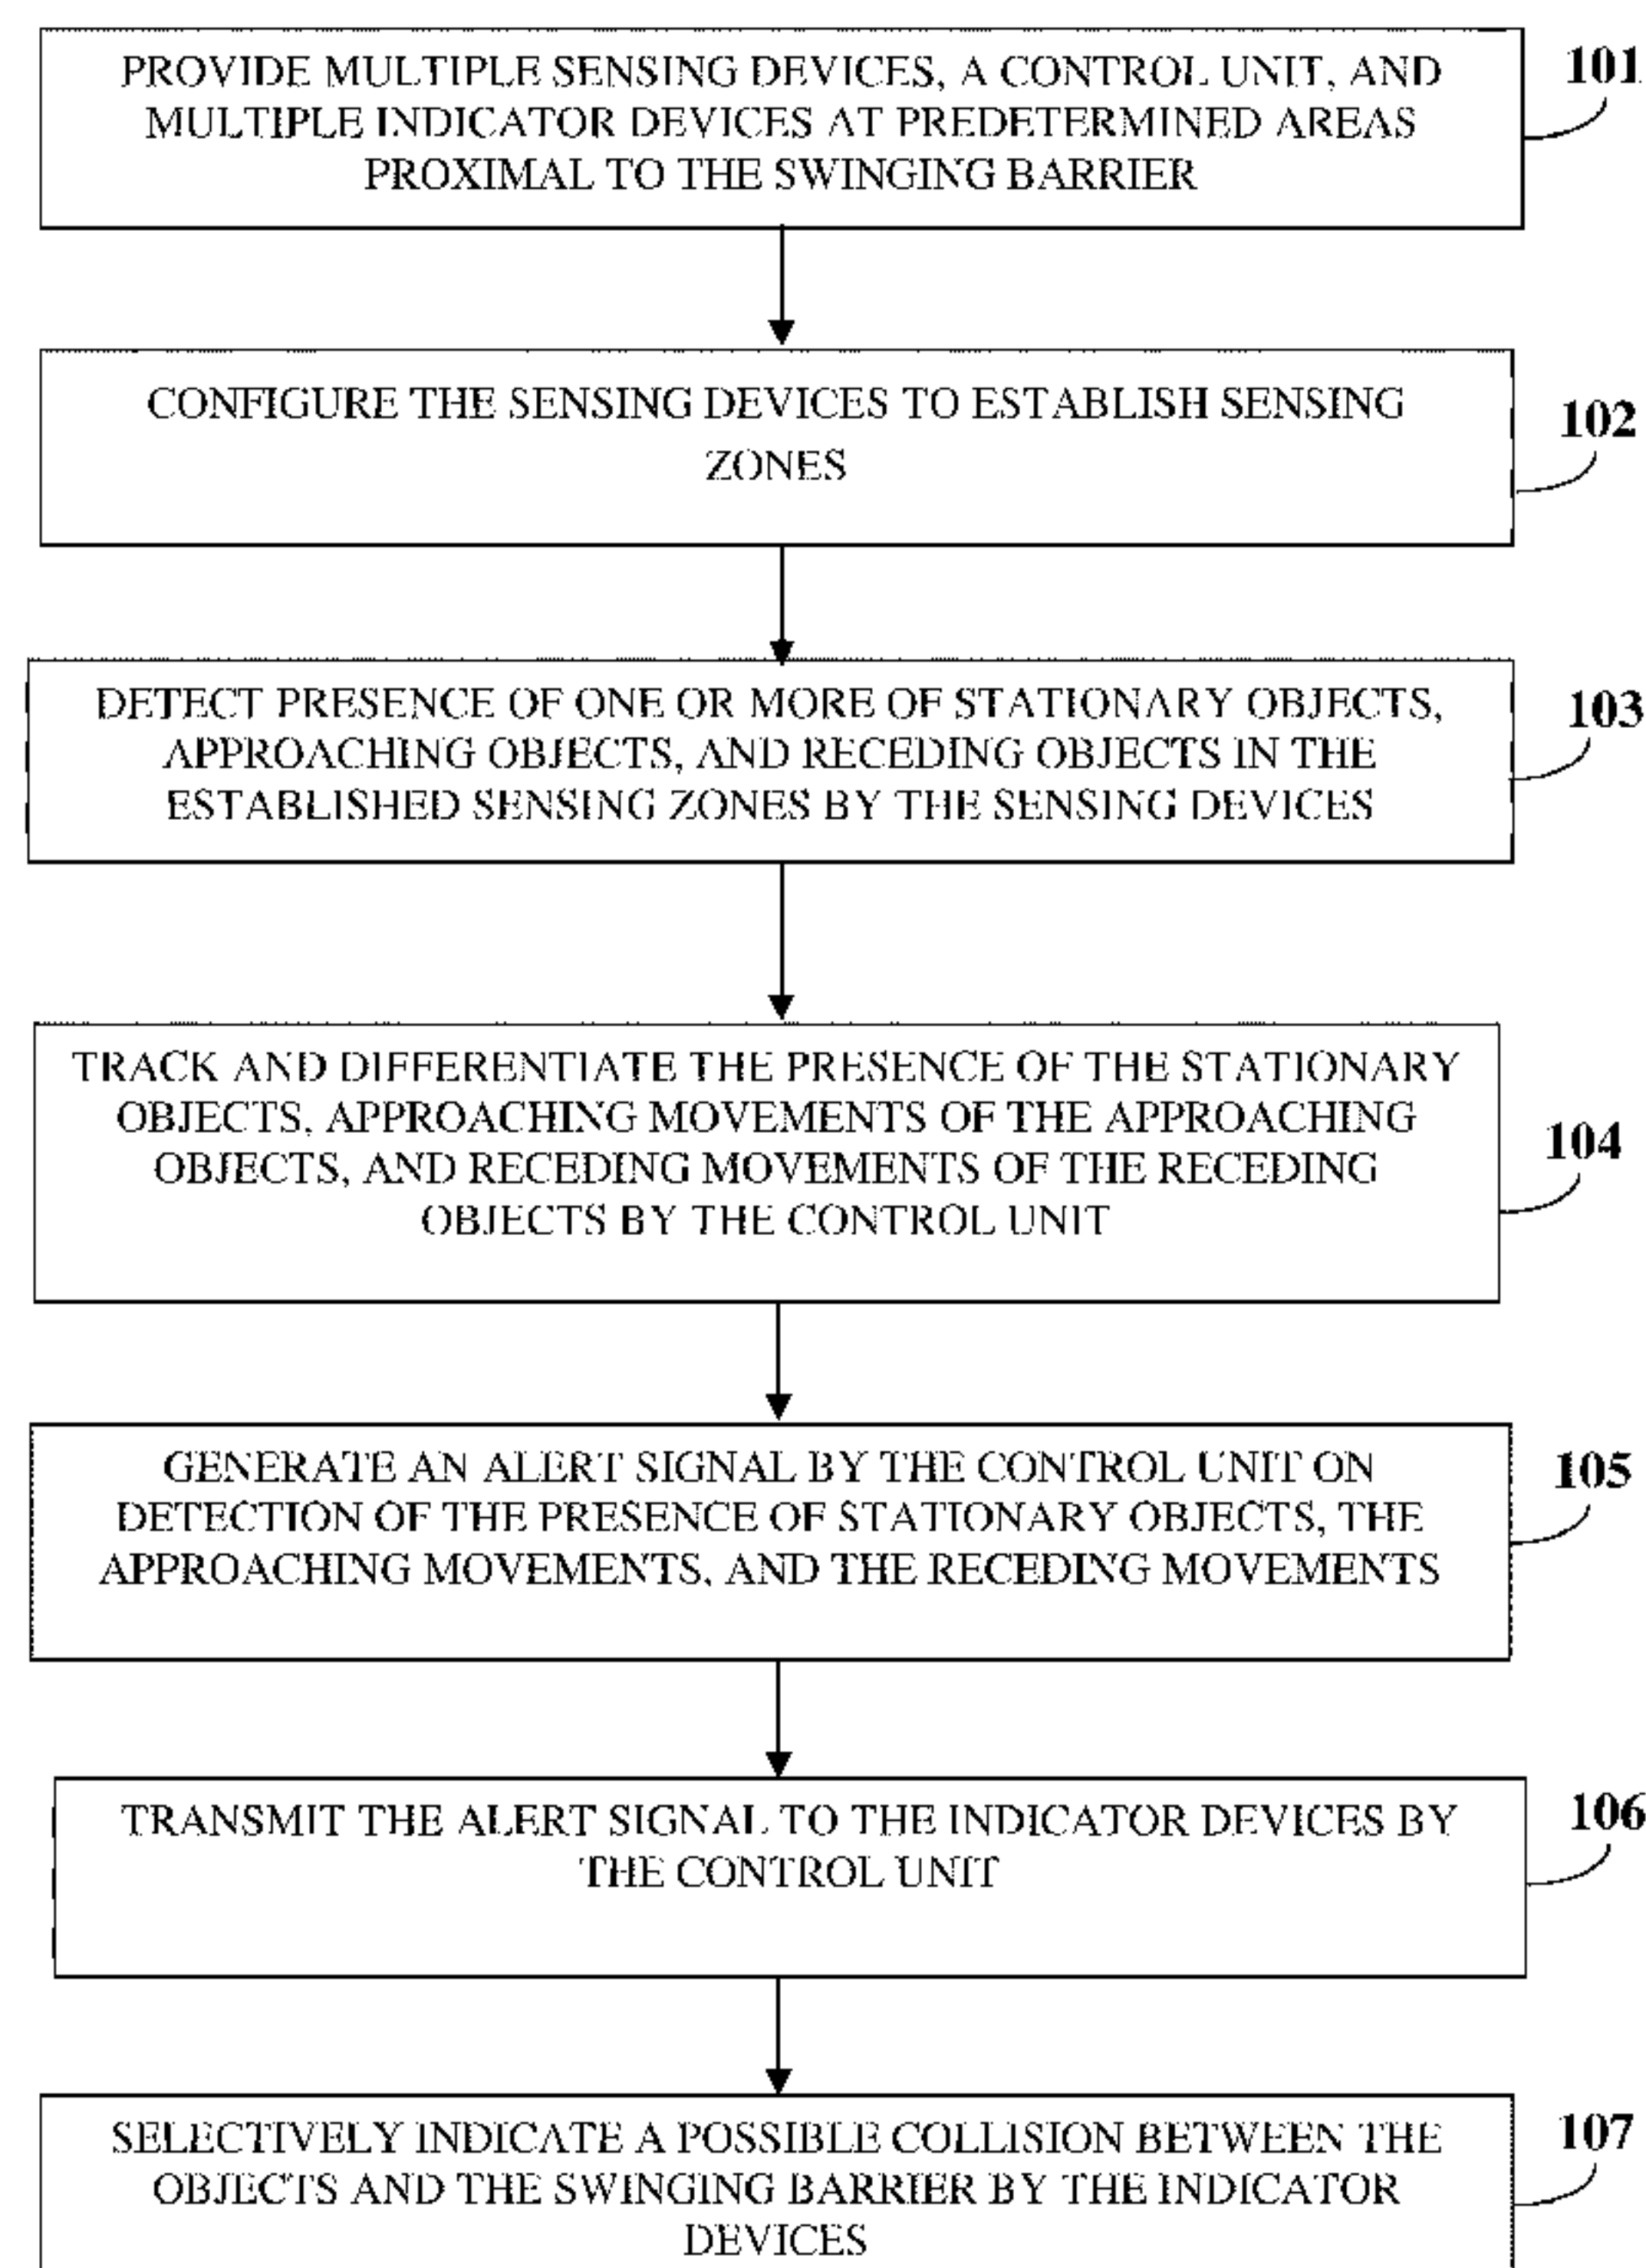 PROVIDE MULTIPLE SENSING DEVICES, A CONTROL UNIT, AND
MULTIPLE INDICATOR DEVICES AT PREDETERMINED AREAS
PROXIMAL TO THE SWINGING BARRIER
101
CONFIGURE THE SENSING DEVICES TO ESTABLISH SENSING
ZONES
102
DETECT PRESENCE OF ONE OR MORE OF STATIONARY OBJECTS,
APPROACHING OBJECTS, AND RECEDING OBJECTS IN THE
ESTABLISHED SENSING ZONES BY THE SENSING DEVICES
103
TRACK AND DIFFERENTIATE THE PRESENCE OF THE STATIONARY
OBJECTS, APPROACHING MOVEMENTS OF THE APPROACHING
OBJECTS, AND RECEDING MOVEMENTS OF THE RECEDING
OBJECTS BY THE CONTROL UNIT
104
GENERATE AN ALERT SIGNAL BY THE CONTROL UNIT ON
DETECTION OF THE PRESENCE OF STATIONARY OBJECTS, THE
APPROACHING MOVEMENTS, AND THE RECEDING MOVEMENTS
105
TRANSMIT THE ALERT SIGNAL TO THE INDICATOR DEVICES BY
THE CONTROL UNIT
106
SELECTIVELY INDICATE A POSSIBLE COLLISION BETWEEN THE
OBJECTS AND THE SWINGING BARRIER BY THE INDICATOR
DEVICES
107